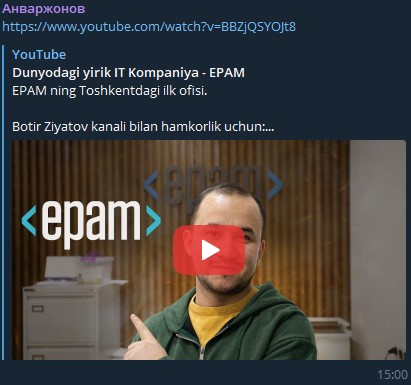 Анваржонов
https://www.youtube.com/watch?v=BBZjQSYOJt8
YouTube
Dunyodagi yirik IT Kompaniya - EPAM
EPAM ning Toshkentdagi ilk ofisi.
Botir Ziyatov kanali bilan hamkorlik uchun:...
<epam>
<epam>
15:00